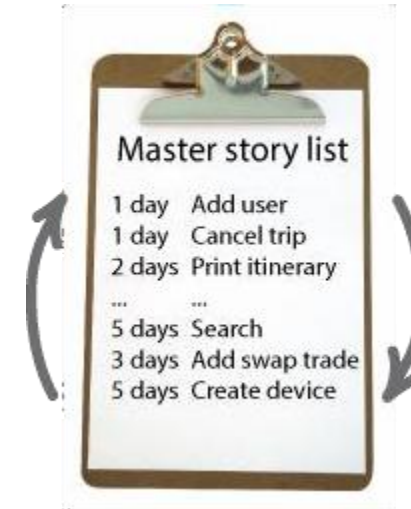 Master story list
1 day Add user
1 day Cancel trip
2 days Print itinerary
... ...
5 days Search
3 days Add swap trade
5 days Create device